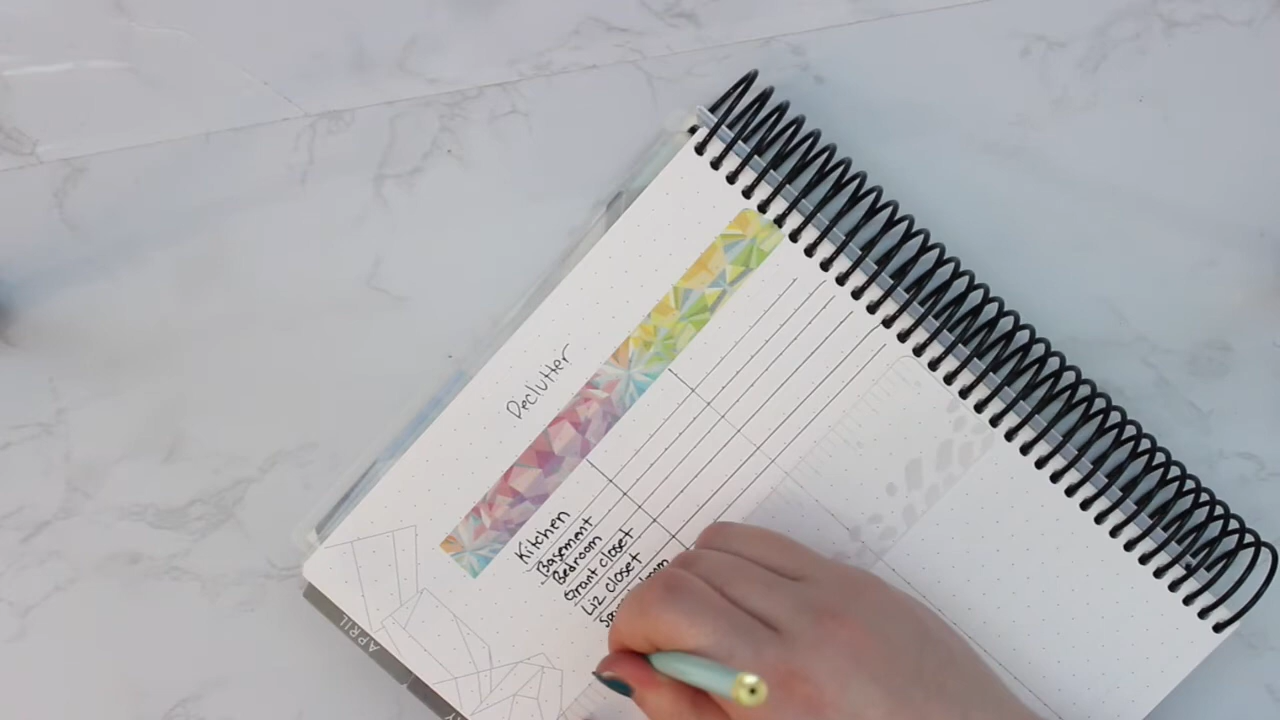 Declutter
Kitchen
Basement
Bedroom
Grant closet
Liz closet
APRIL